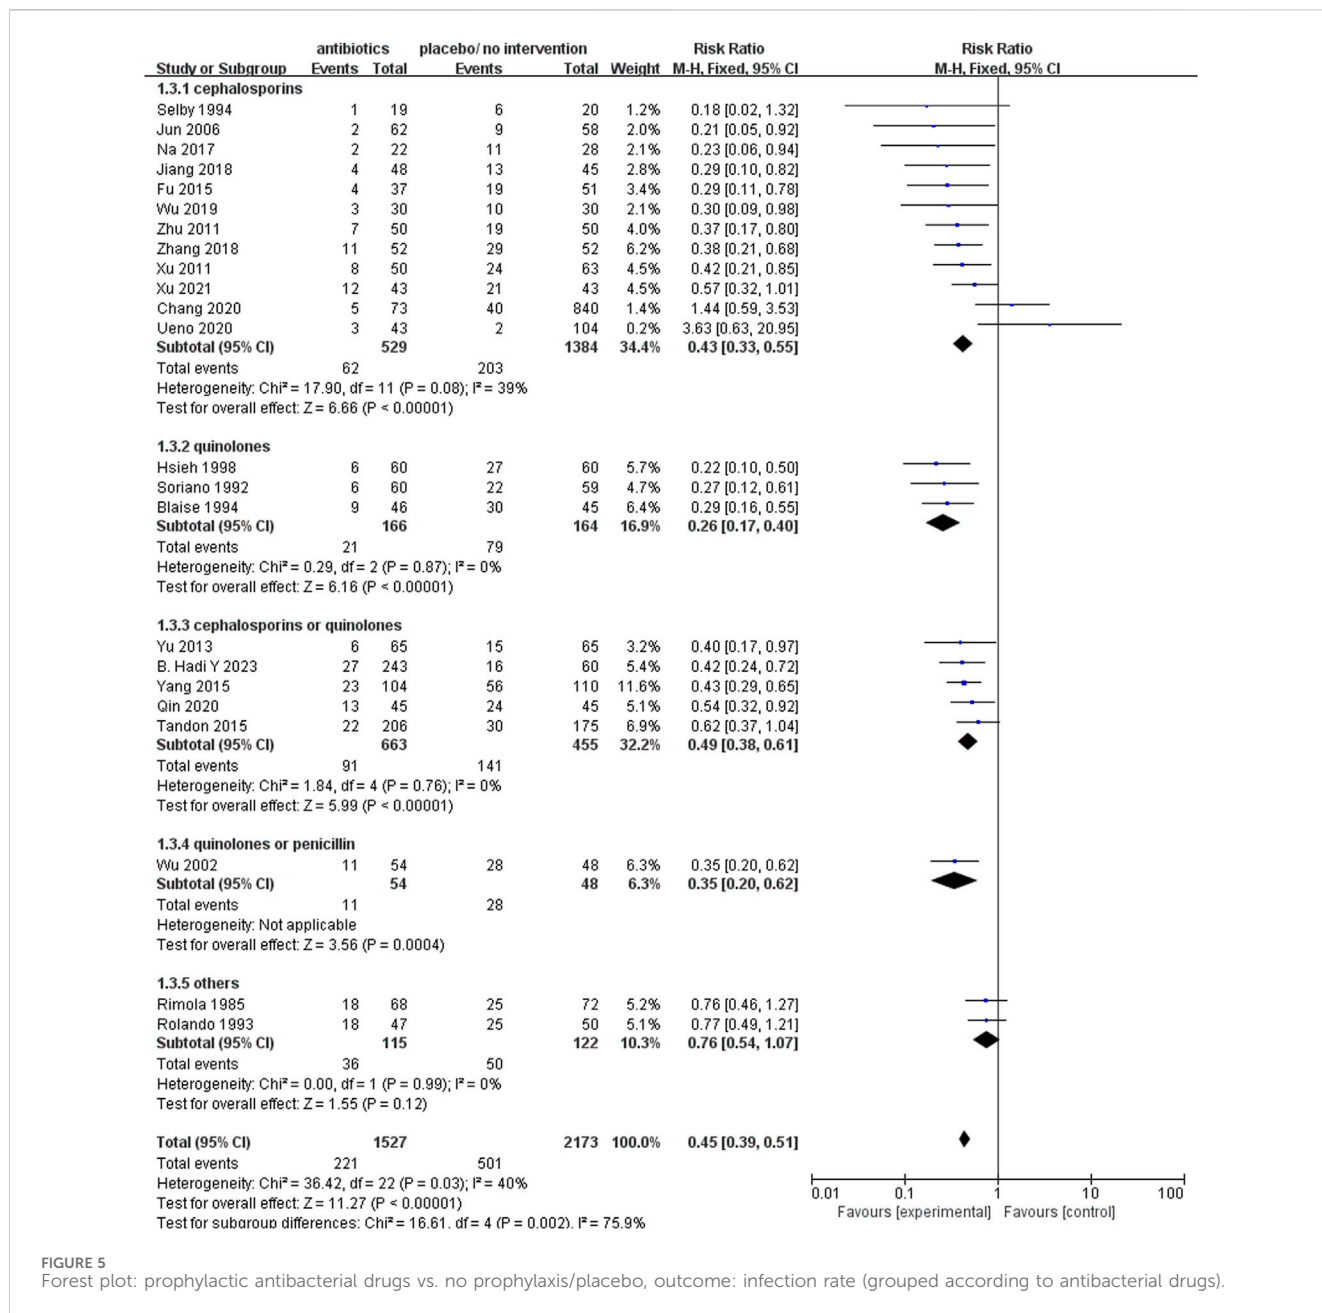 antibiotics placebo/ no intervention Risk Ratio Risk Ratio
Study or Subgroup Events Total Events Total Weight M-H, Fixed, 95% CI M-H, Fixed, 95% CI
1.3.1 cephalosporins
Selby 1994 1 19 6 20 1.2% 0.18 [0.02, 1.32]
Jun 2006 2 62 9 58 2.0% 0.21 [0.05, 0.92]
Na 2017 2 22 11 28 2.1% 0.23 [0.06, 0.94]
Jiang 2018 4 48 13 45 2.8% 0.29 [0.10, 0.82]
Fu 2015 4 37 19 51 3.4% 0.29 [0.11, 0.78]
Wu 2019 3 30 10 30 2.1% 0.30 [0.09, 0.98]
Zhu 2011 7 50 19 50 4.0% 0.37 [0.17, 0.80]
Zhang 2018 11 52 29 52 6.2% 0.38 [0.21, 0.68]
Xu 2011 8 50 24 63 4.5% 0.42 [0.21, 0.85]
Xu 2021 12 43 21 43 4.5% 0.57 [0.32, 1.01]
Chang 2020 5 73 40 840 1.4% 1.44 [0.59, 3.53]
Ueno 2020 3 43 2 104 0.2% 3.63 [0.63, 20.95]
Subtotal (95% CI) 529 1384 34.4% 0.43 [0.33, 0.55]
Total events 62 203
Heterogeneity: Chi² = 17.90, df = 11 (P = 0.08); I² = 39%
Test for overall effect: Z = 6.66 (P < 0.00001)
1.3.2 quinolones
Hsieh 1998 6 60 27 60 5.7% 0.22 [0.10, 0.50]
Soriano 1992 6 60 22 59 4.7% 0.27 [0.12, 0.61]
Blaise 1994 9 46 30 45 6.4% 0.29 [0.16, 0.55]
Subtotal (95% CI) 166 164 16.9% 0.26 [0.17, 0.40]
Total events 21 79
Heterogeneity: Chi² = 0.29, df = 2 (P = 0.87); I² = 0%
Test for overall effect: Z = 6.16 (P < 0.00001)
1.3.3 cephalosporins or quinolones
Yu 2013 6 65 15 65 3.2% 0.40 [0.17, 0.97]
B. Hadi Y 2023 27 243 16 60 5.4% 0.42 [0.24, 0.72]
Yang 2015 23 104 56 110 11.6% 0.43 [0.29, 0.65]
Qin 2020 13 45 24 45 5.1% 0.54 [0.32, 0.92]
Tandon 2015 22 206 30 175 6.9% 0.62 [0.37, 1.04]
Subtotal (95% CI) 663 455 32.2% 0.49 [0.38, 0.61]
Total events 91 141
Heterogeneity: Chi² = 1.84, df = 4 (P = 0.76); I² = 0%
Test for overall effect: Z = 5.99 (P < 0.00001)
1.3.4 quinolones or penicillin
Wu 2002 11 54 28 48 6.3% 0.35 [0.20, 0.62]
Subtotal (95% CI) 54 48 6.3% 0.35 [0.20, 0.62]
Total events 11 28
Heterogeneity: Not applicable
Test for overall effect: Z = 3.56 (P = 0.0004)
1.3.5 others
Rimola 1985 18 68 25 72 5.2% 0.76 [0.46, 1.27]
Rolando 1993 18 47 25 50 5.1% 0.77 [0.49, 1.21]
Subtotal (95% CI) 115 122 10.3% 0.76 [0.54, 1.07]
Total events 36 50
Heterogeneity: Chi² = 0.00, df = 1 (P = 0.99); I² = 0%
Test for overall effect: Z = 1.55 (P = 0.12)
Total (95% CI) 1527 2173 100.0% 0.45 [0.39, 0.51]
Total events 221 501
Heterogeneity: Chi² = 36.42, df = 22 (P = 0.03); I² = 40%
Test for overall effect: Z = 11.27 (P < 0.00001)
Test for subgroup differences: Chi² = 16.61. df = 4 (P = 0.002). I² = 75.9%
0.01 0.1 1 10 100
Favours [experimental] Favours [control]
FIGURE 5
Forest plot: prophylactic antibacterial drugs vs. no prophylaxis/placebo, outcome: infection rate (grouped according to antibacterial drugs).